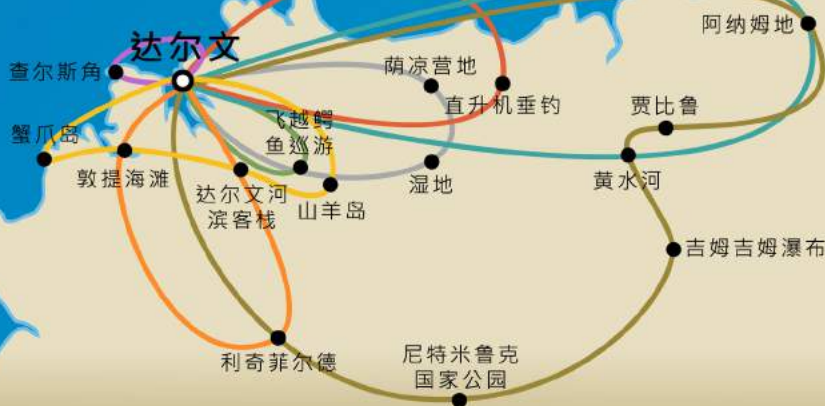 阿纳姆地
达尔文
查尔斯角
荫凉营地
直升机垂钓
贾比鲁
飞越鳄
鱼巡游
蟹爪岛
敦提海滩
达尔文河
滨客栈
山羊岛
湿地
黄水河
吉姆吉姆瀑布
利奇菲尔德
尼特米鲁克
国家公园